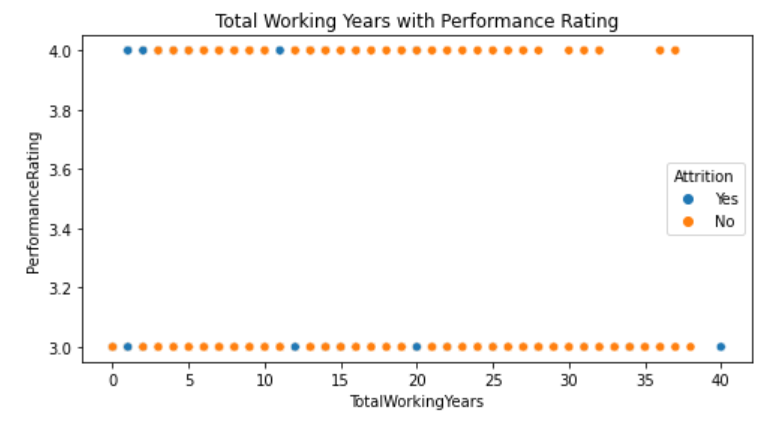 Total Working Years with Performance Rating
4.0
3.8
3.6
3.4
3.2
3.0
PerformanceRating
Attrition
Yes
No
0 5 10 15 20 25 30 35 40
TotalWorkingYears